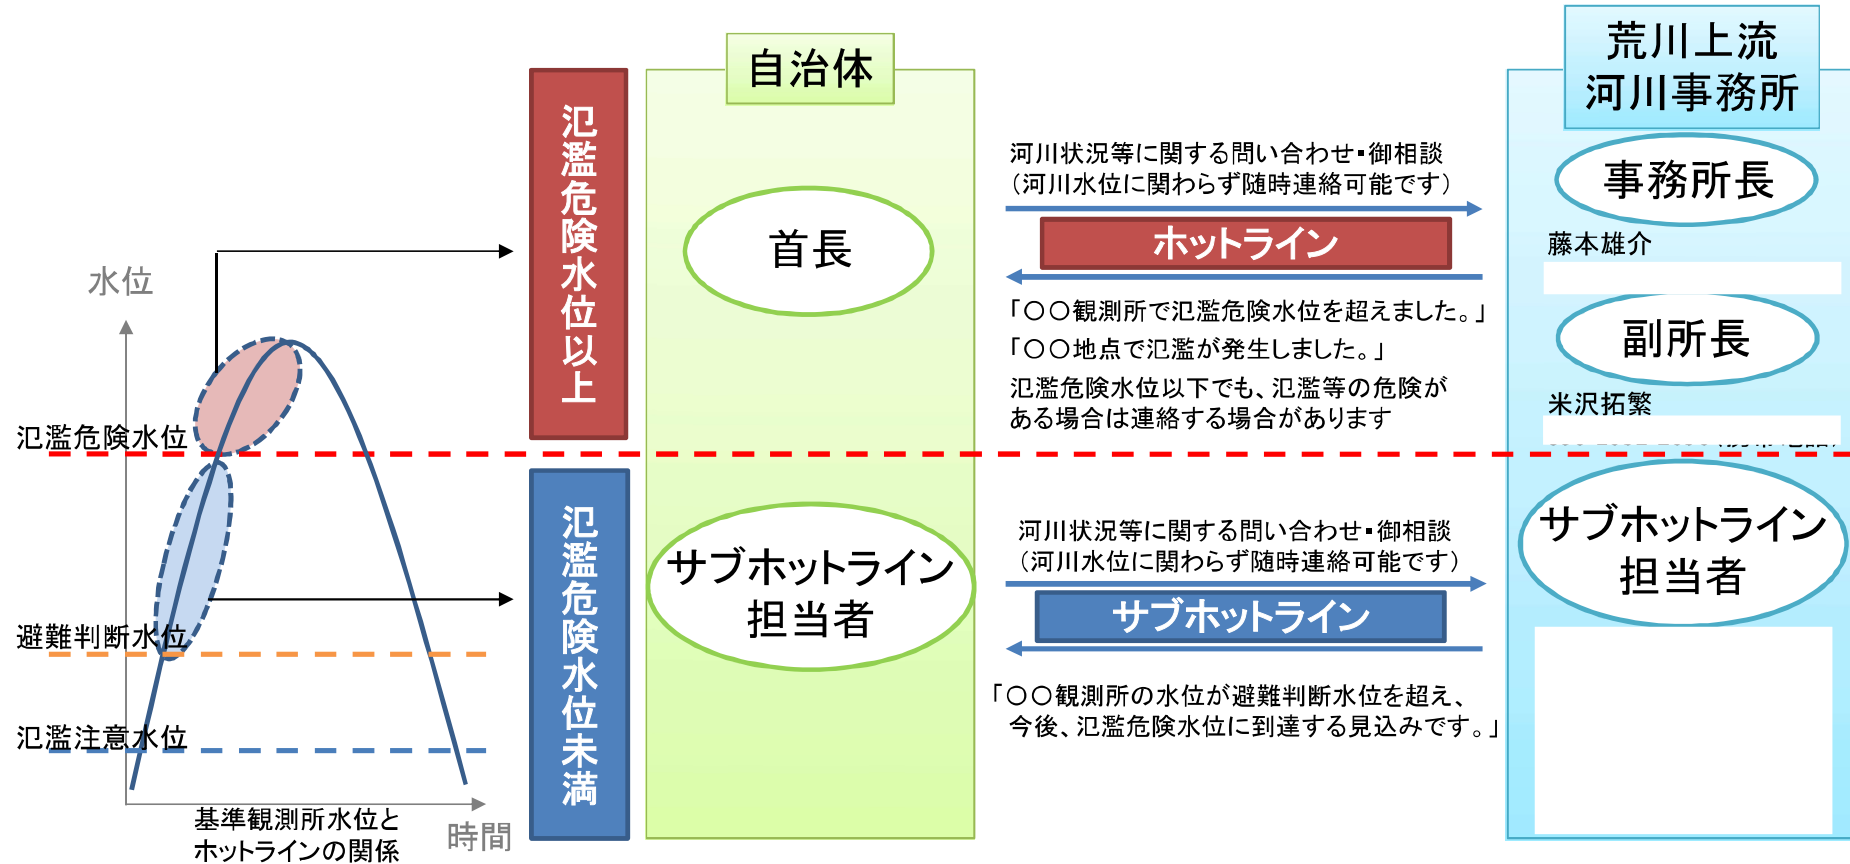 自治体
荒川上流
河川事務所
氾濫危険水位以上
河川状況等に関する問い合わせ・御相談
（河川水位に関わらず随時連絡可能です）
事務所長
首長
ホットライン
藤本雄介
水位
「〇〇観測所で氾濫危険水位を超えました。」
副所長
「〇〇地点で氾濫が発生しました。」
氾濫危険水位以下でも、氾濫等の危険が
ある場合は連絡する場合があります
米沢拓繁
氾濫危険水位
氾濫危険水位未満
河川状況等に関する問い合わせ・御相談
（河川水位に関わらず随時連絡可能です）
サブホットライン
担当者
サブホットライン
担当者
サブホットライン
避難判断水位
「〇〇観測所の水位が避難判断水位を超え、
今後、氾濫危険水位に到達する見込みです。」
氾濫注意水位
基準観測所水位と
ホットラインの関係
時間